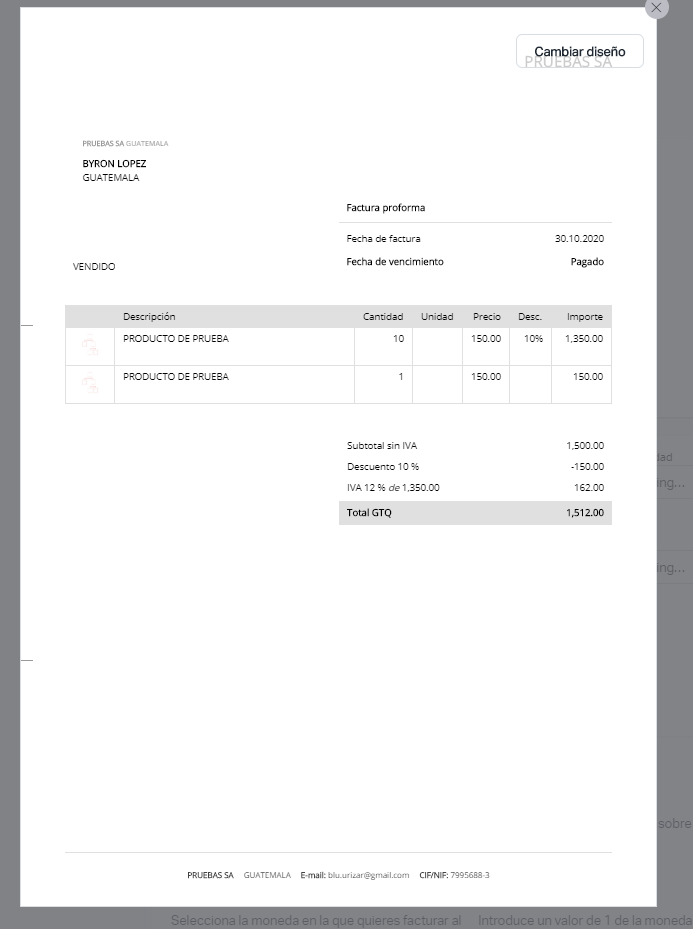 Cambiar diseño
PRUEBAS SA
PRUEBAS SA GUATEMALA
BYRON LOPEZ
GUATEMALA
Factura proforma
Fecha de factura 30.10.2020
Fecha de vencimiento Pagado
VENDIDO
Descripción Cantidad Unidad Precio Desc. Importe
PRODUCTO DE PRUEBA 10 150.00 10% 1,350.00
PRODUCTO DE PRUEBA 1 150.00 150.00
Subtotal sin IVA 1,500.00
Descuento 10 % -150.00
IVA 12 % de 1,350.00 162.00
Total GTQ 1,512.00
dad
ing...
ing...
sobre
PRUEBAS SA GUATEMALA E-mail: blu.urizar@gmail.com CIF/NIF: 7995688-3
Selecciona la moneda en la que quieres facturar al Introduce un valor de 1 de la moneda